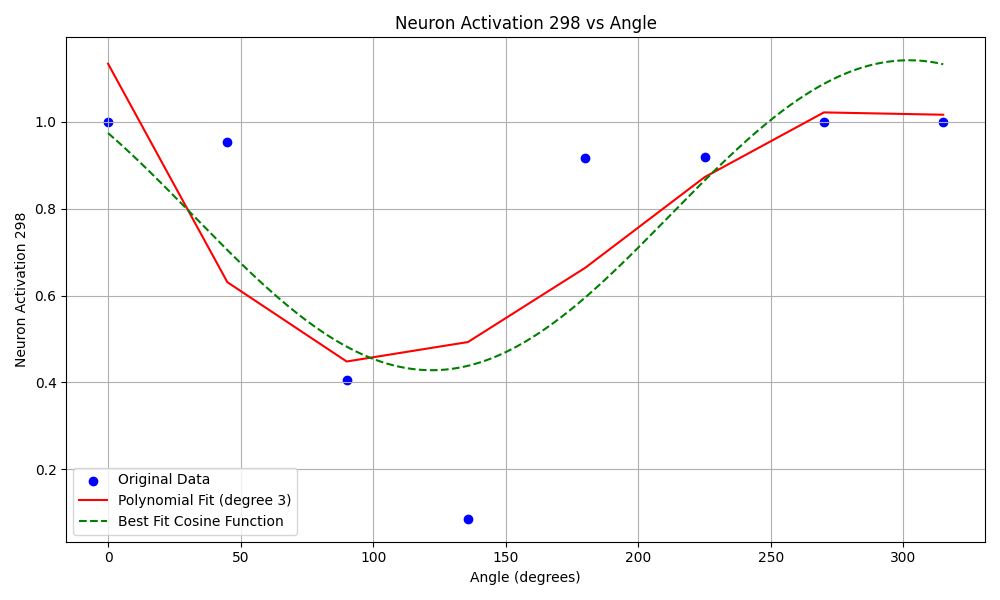 Neuron Activation 298 vs Angle
Neuron Activation 298
1.0
0.8
0.6
0.4
0.2
Original Data
Polynomial Fit (degree 3)
Best Fit Cosine Function
0 50 100 150 200 250 300
Angle (degrees)